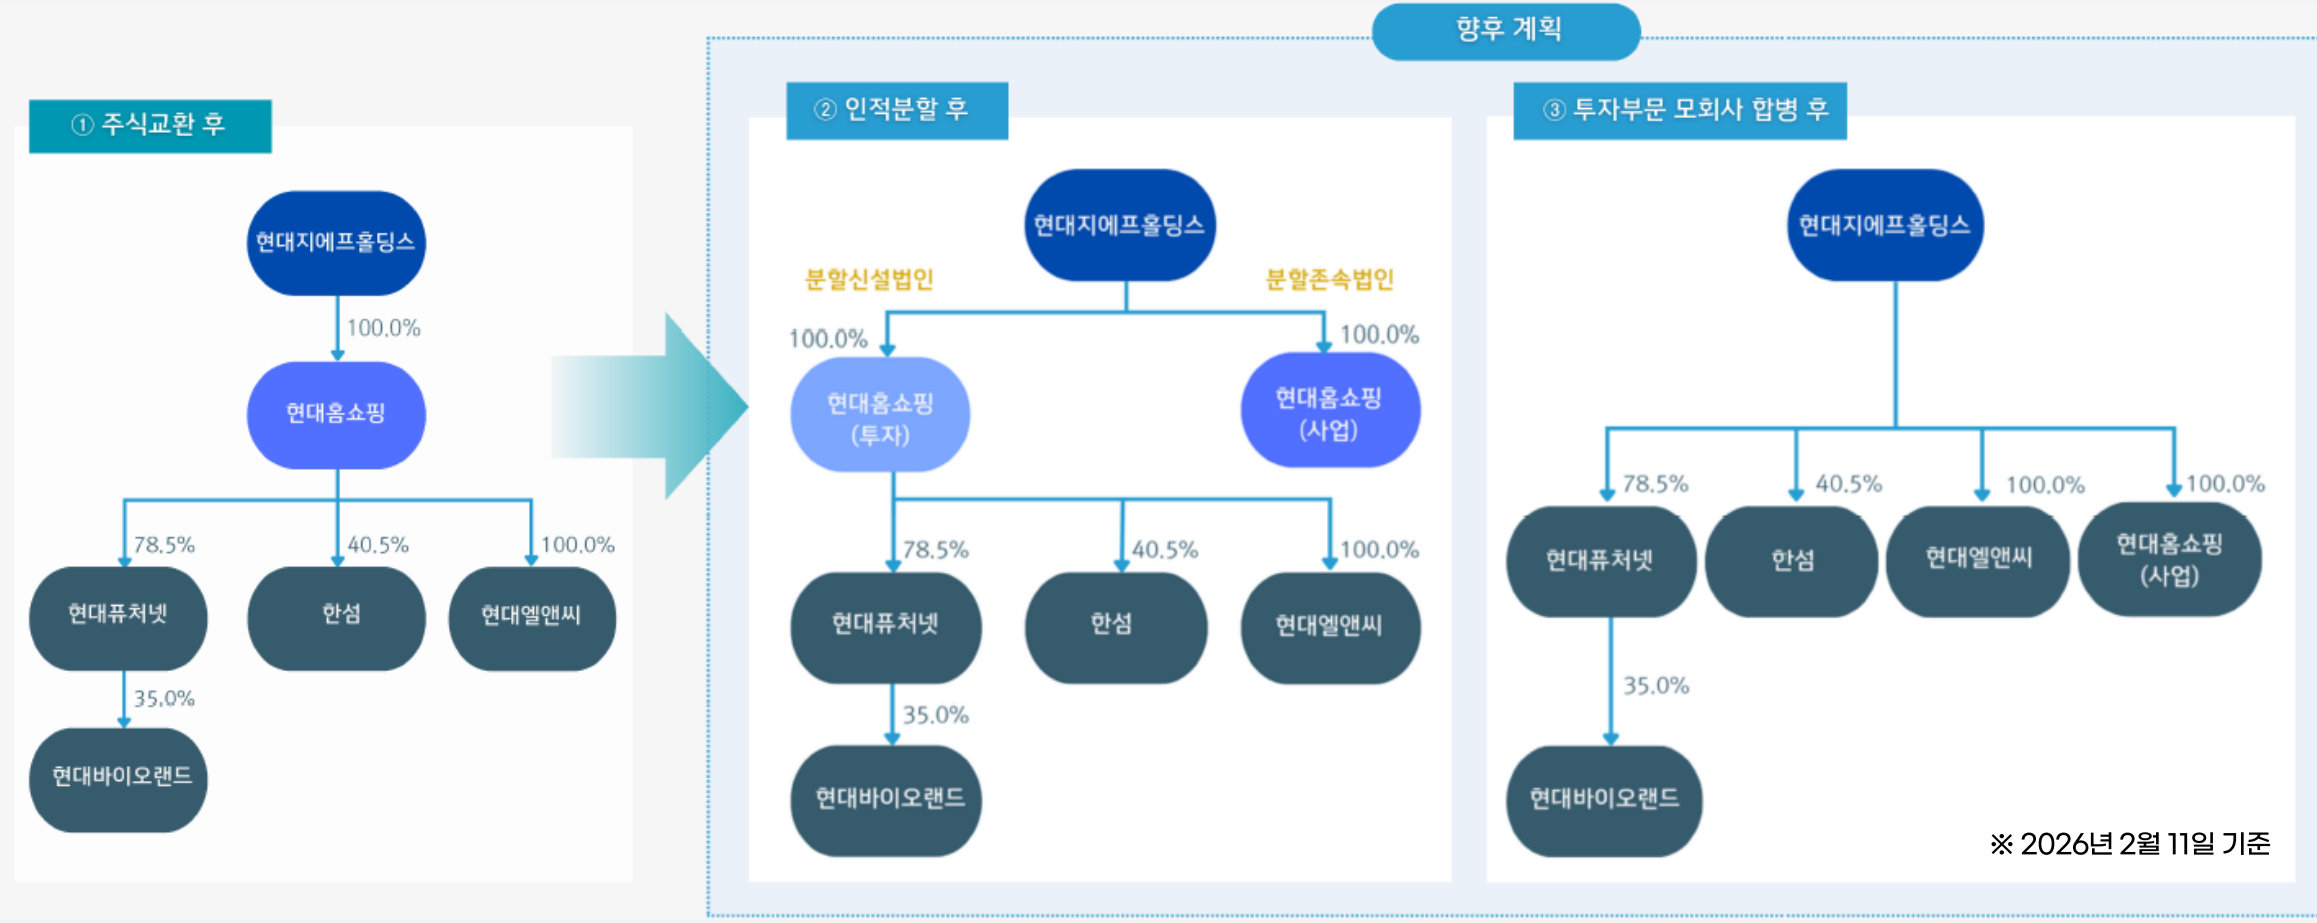 향후 계획
① 주식교환 후
현대지에프홀딩스
100.0%
현대홈쇼핑
78.5%
40.5%
100.0%
현대퓨처넷
한섬
현대엘앤씨
35.0%
현대바이오랜드
② 인적분할 후
현대지에프홀딩스
분할신설법인
분할존속법인
100.0%
100.0%
현대홈쇼핑
(투자)
현대홈쇼핑
(사업)
78.5%
40.5%
100.0%
현대퓨처넷
한섬
현대엘앤씨
35.0%
현대바이오랜드
③ 투자부문 모회사 합병 후
현대지에프홀딩스
78.5%
40.5%
100.0%
100.0%
현대퓨처넷
한섬
현대엘앤씨
현대홈쇼핑
(사업)
35.0%
현대바이오랜드
※ 2026년 2월 11일 기준